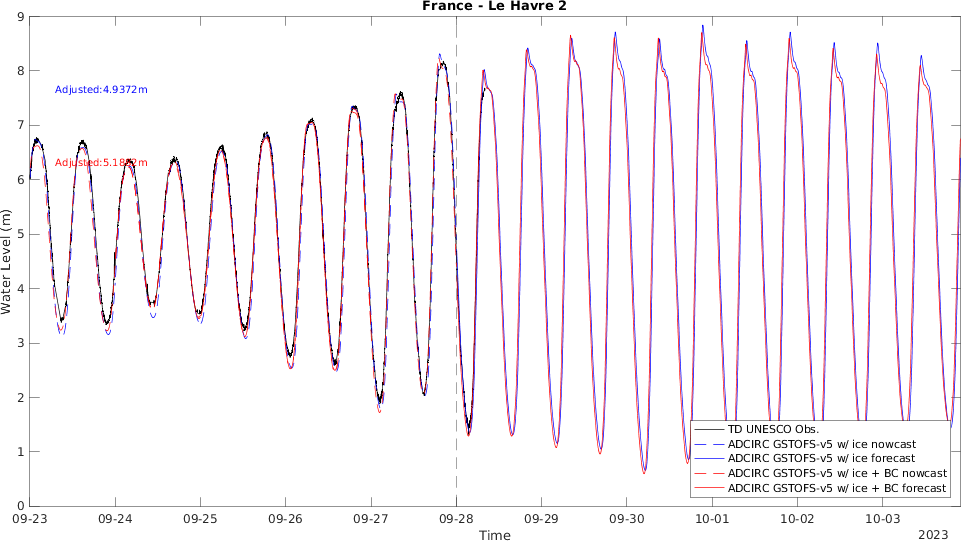 France - Le Havre 2
9
8
7
6
5
4
3
2
1
0
Water Level (m)
Adjusted:4.9372m
TD UNESCO Obs.
ADCIRC GSTOFS-v5 w/ ice nowcast
ADCIRC GSTOFS-v5 w/ ice forecast
ADCIRC GSTOFS-v5 w/ ice + BC nowcast
ADCIRC GSTOFS-v5 w/ ice + BC forecast
09-23 09-24 09-25 09-26 09-27 09-28 09-29 09-30 10-01 10-02 10-03
Time
2023